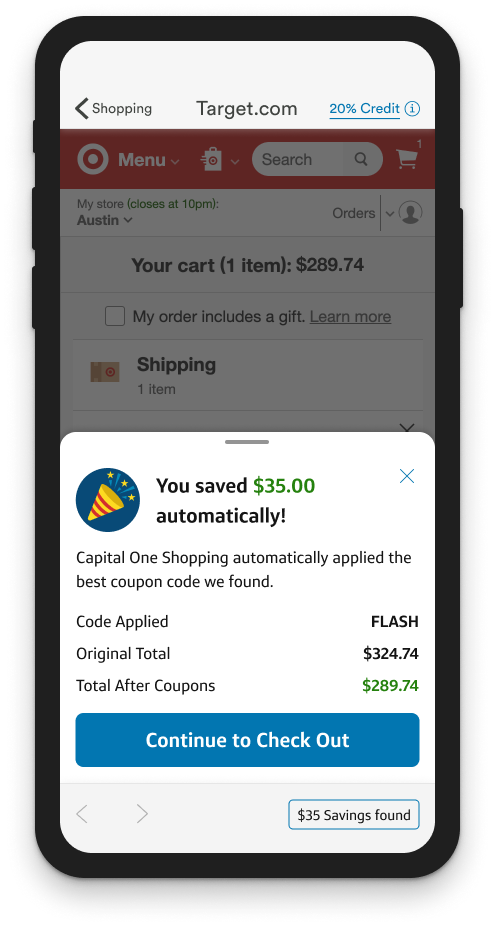 Shopping
Target.com
20% Credit
Menu
Search
1
My store (closes at 10pm):
Austin
Orders
Your cart (1 item): $289.74
My order includes a gift. Learn more
Shipping
1 item
You saved $35.00
automatically!
Capital One Shopping automatically applied the
best coupon code we found.
Code Applied FLASH
Original Total $324.74
Total After Coupons $289.74
Continue to Check Out
$35 Savings found